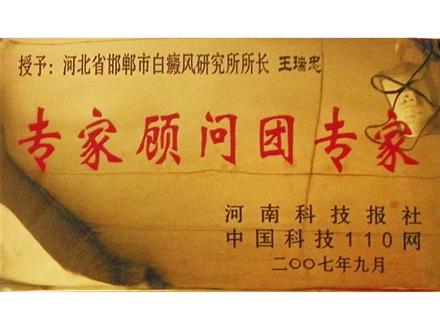 授予:河北省邯郸市白癜风研究所所长 王瑞忠
专家顾问团专家
河南科技报社
中国科技110网
二〇〇七年九月